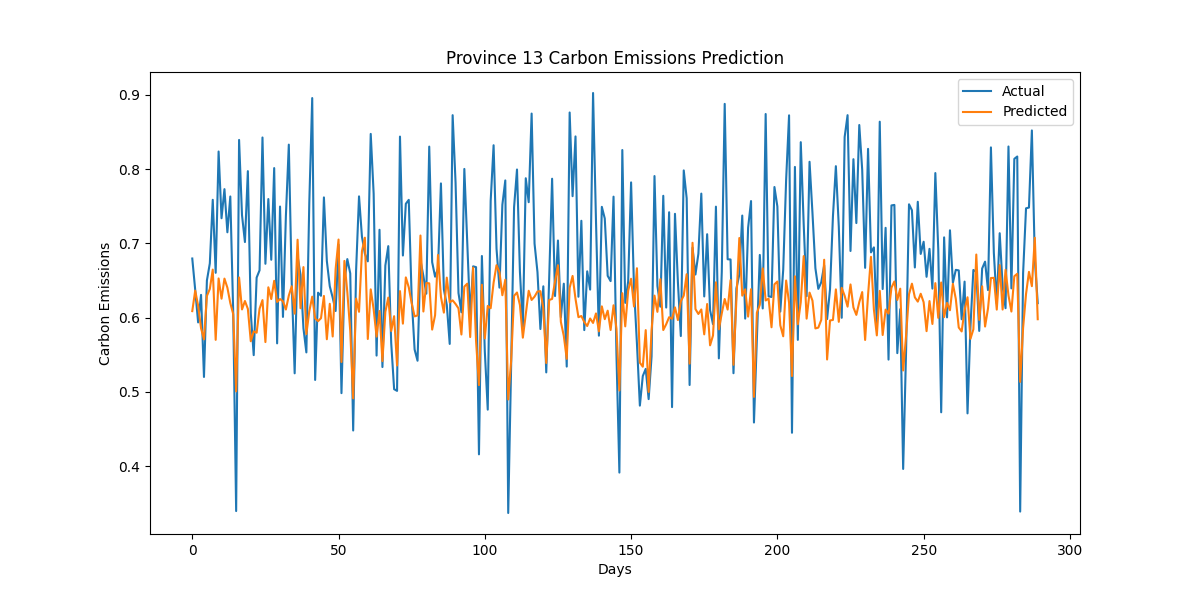 Province 13 Carbon Emissions Prediction
Actual
Predicted
0.9
0.8
0.7
0.6
0.5
0.4
Carbon Emissions
0 50 100 150 200 250 300
Days